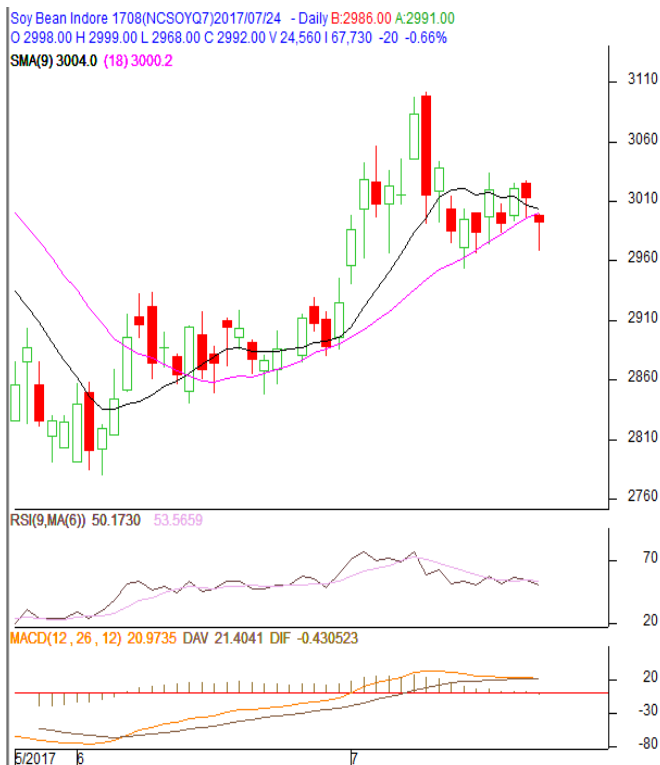 Soy Bean Indore 1708(NCSOYQ7)2017/07/24 - Daily B:2986.00 A:2991.00
O 2998.00 H 2999.00 L 2968.00 C 2992.00 V 24,560 I 67,730 -20 -0.66%
SMA(9) 3004.0 (18) 3000.2
3110
3060
3010
2960
2910
2860
2810
2760
RSI(9,MA(6)) 50.1730 53.5659
70
20
MACD(12 , 26 , 12) 20.9735 DAV 21.4041 DIF -0.430523
20
-30
-80
5/2017 6 7